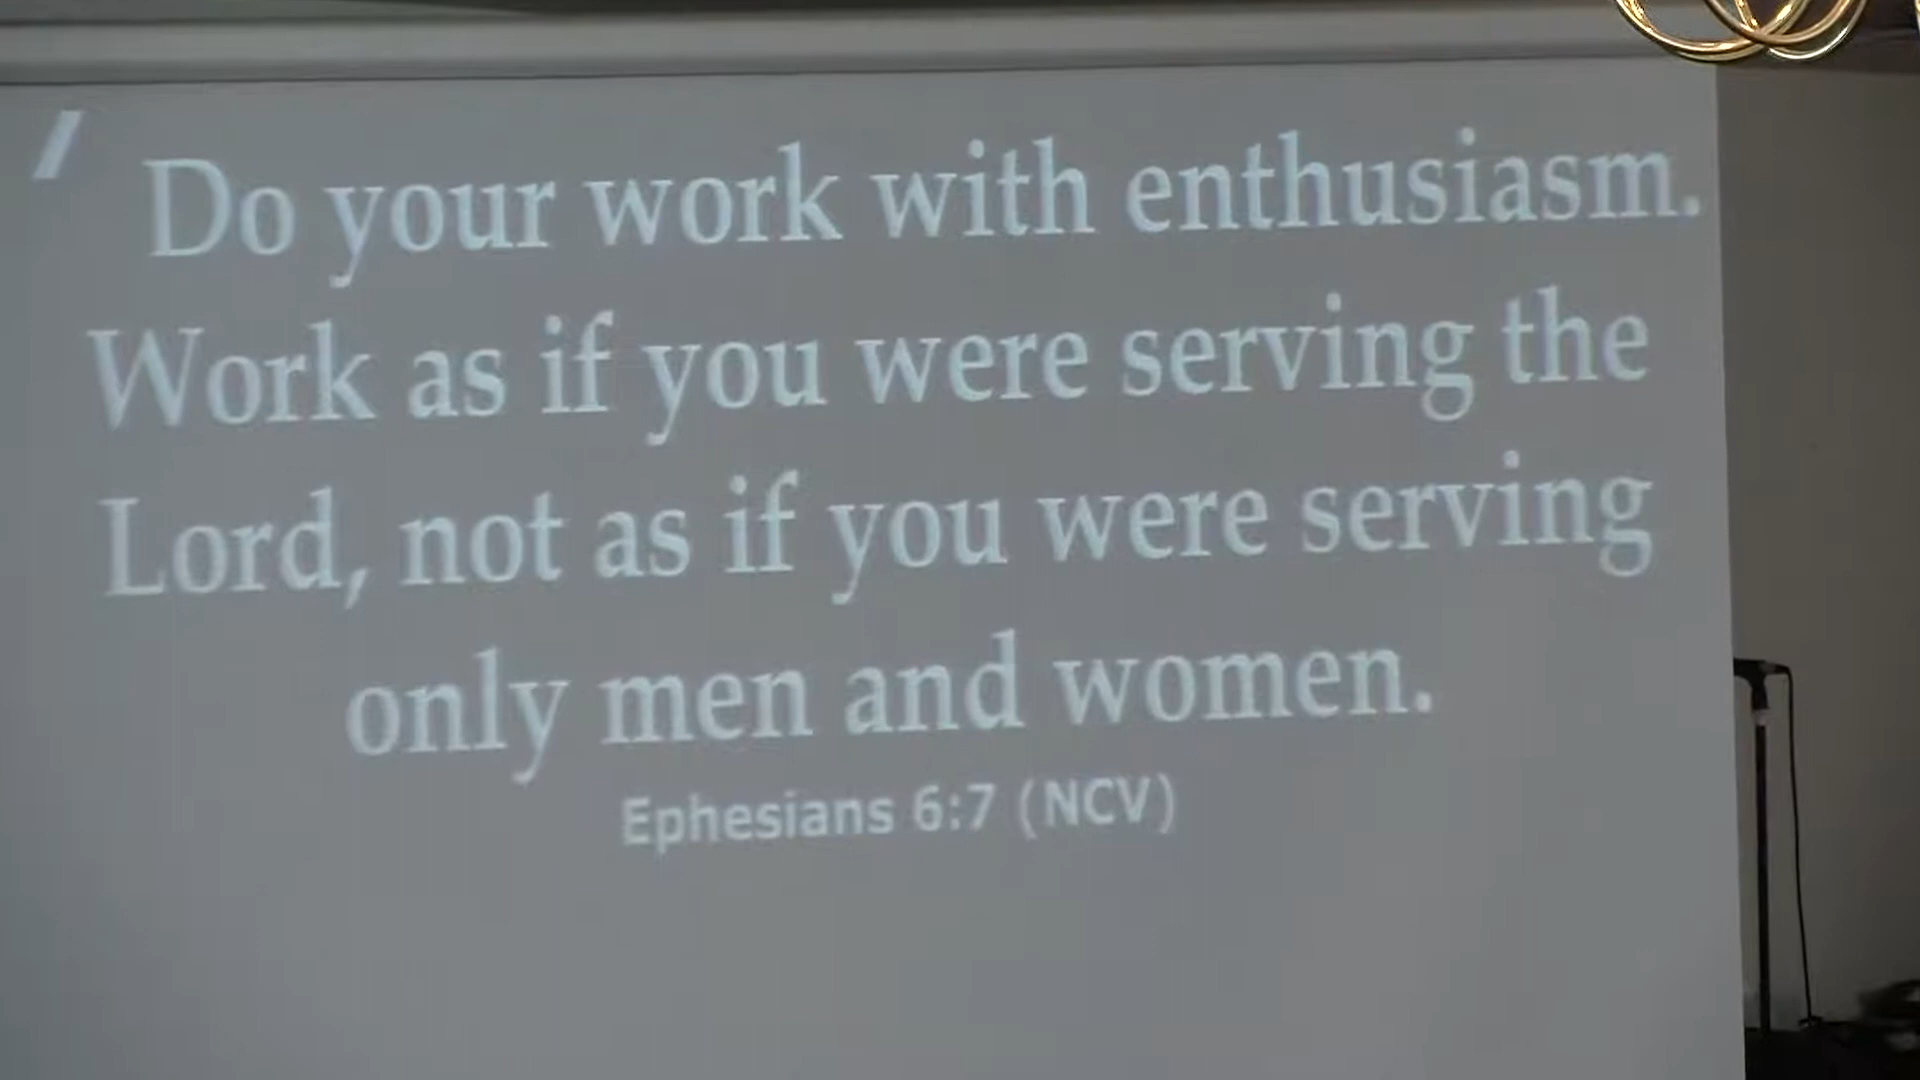 Do your work with enthusiasm.
Work as if you were serving the
Lord, not as if you were serving
only men and women.
Ephesians 6:7 (NCV)